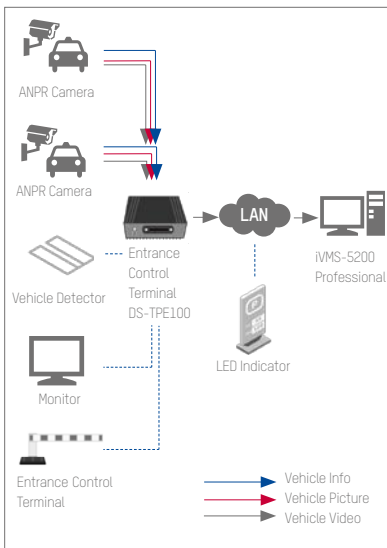 ANPR Camera
ANPR Camera
LAN
Entrance
Control
Terminal
DS-TPE100
iVMS-5200
Professional
Vehicle Detector
LED Indicator
Monitor
Entrance Control
Terminal
Vehicle Info
Vehicle Picture
Vehicle Video